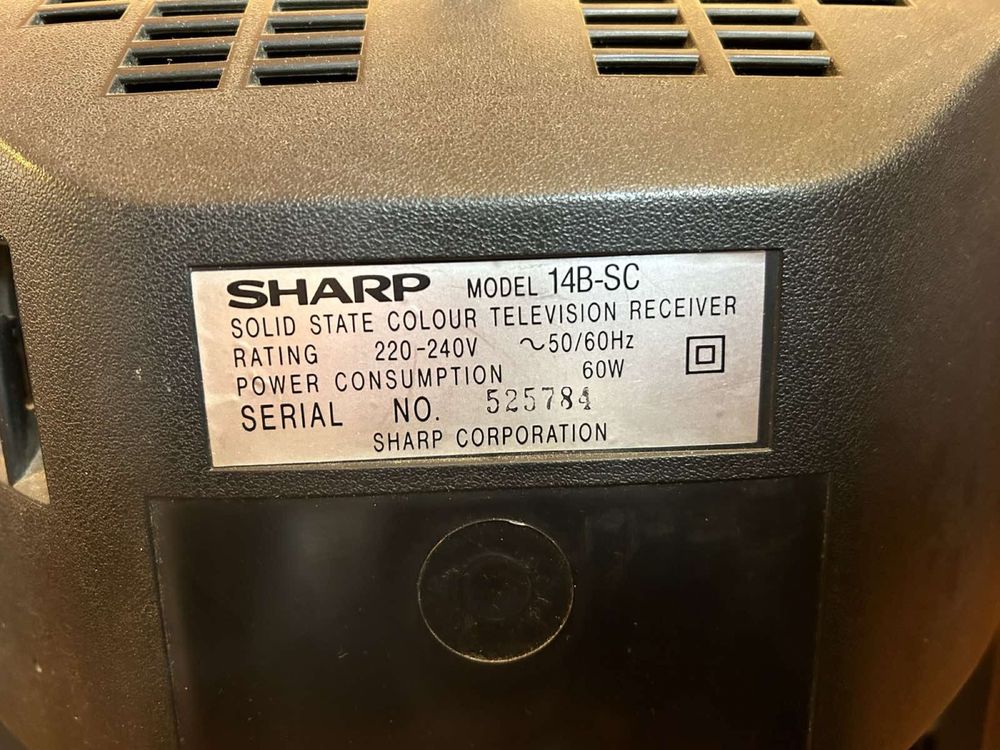 SHARP MODEL 14B-SC
SOLID STATE COLOUR TELEVISION RECEIVER
RATING 220-240V ～50/60Hz
POWER CONSUMPTION 60W
SERIAL NO. 525784
SHARP CORPORATION